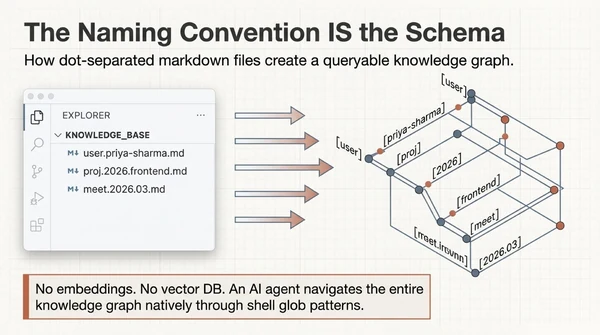 The Naming Convention IS the Schema
How dot-separated markdown files create a queryable knowledge graph.
EXPLORER ...
KNOWLEDGE_BASE
M↓ user.priya-sharma.md
M↓ proj.2026.frontend.md
M↓ meet.2026.03.md
[user]
[priya-sharma]
[user]
[proj]
[2026]
[frontend]
[meet]
[2026.03]
No embeddings. No vector DB. An AI agent navigates the entire
knowledge graph natively through shell glob patterns.